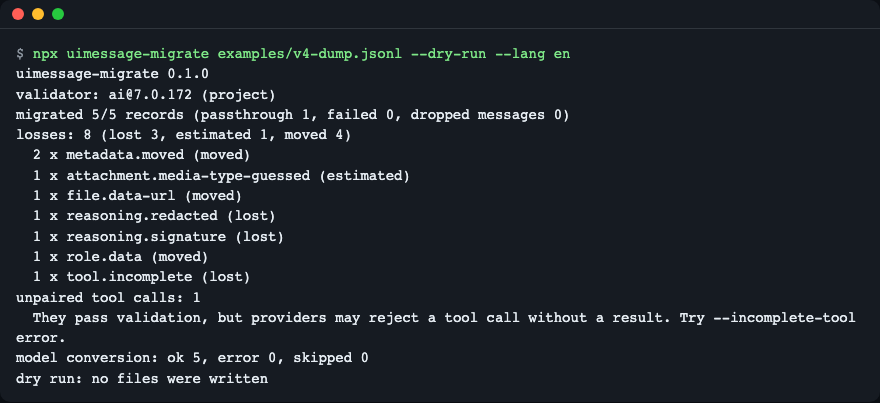 $ npx uimessage-migrate examples/v4-dump.jsonl --dry-run --lang en
uimessage-migrate 0.1.0
validator: ai@7.0.172 (project)
migrated 5/5 records (passthrough 1, failed 0, dropped messages 0)
losses: 8 (lost 3, estimated 1, moved 4)
  2 x metadata.moved (moved)
  1 x attachment.media-type-guessed (estimated)
  1 x file.data-url (moved)
  1 x reasoning.redacted (lost)
  1 x reasoning.signature (lost)
  1 x role.data (moved)
  1 x tool.incomplete (lost)
unpaired tool calls: 1
  They pass validation, but providers may reject a tool call without a result. Try --incomplete-tool
error.
model conversion: ok 5, error 0, skipped 0
dry run: no files were written